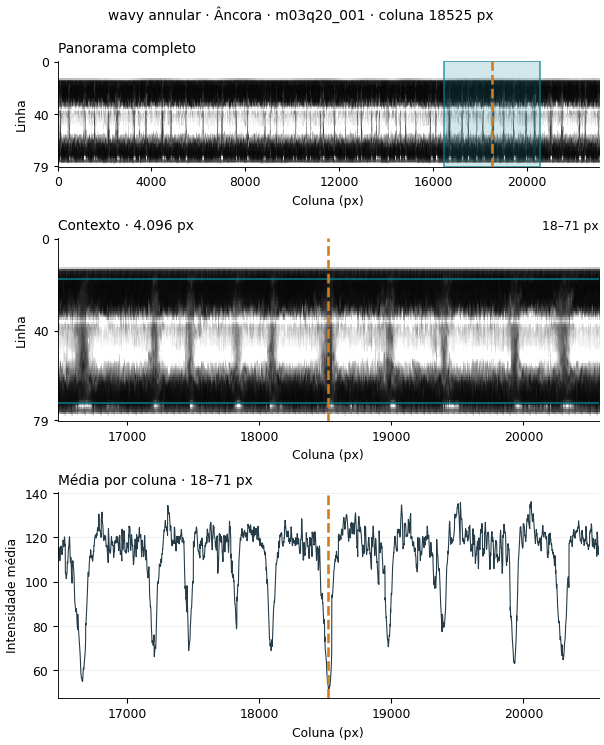 wavy annular · Âncora · m03q20_001 · coluna 18525 px
Panorama completo
0
40
79
Linha
0 4000 8000 12000 16000 20000
Coluna (px)
Contexto · 4.096 px 18–71 px
0
40
79
Linha
17000 18000 19000 20000
Coluna (px)
Média por coluna · 18–71 px
140
120
100
80
60
Intensidade média
17000 18000 19000 20000
Coluna (px)